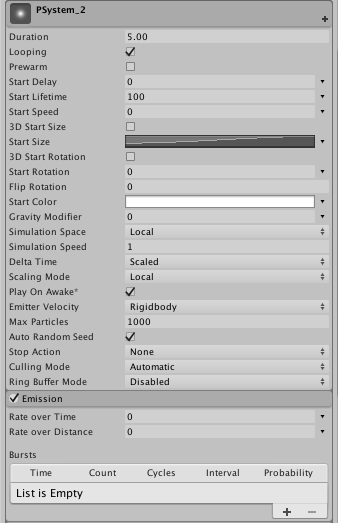 PSystem_2
Duration 5.00
Looping
Prewarm
Start Delay 0
Start Lifetime 100
Start Speed 0
3D Start Size
Start Size
3D Start Rotation
Start Rotation 0
Flip Rotation 0
Start Color
Gravity Modifier 0
Simulation Space Local
Simulation Speed 1
Delta Time Scaled
Scaling Mode Local
Play On Awake*
Emitter Velocity Rigidbody
Max Particles 1000
Auto Random Seed
Stop Action None
Culling Mode Automatic
Ring Buffer Mode Disabled
Emission
Rate over Time 0
Rate over Distance 0
Bursts
Time Count Cycles Interval Probability
List is Empty